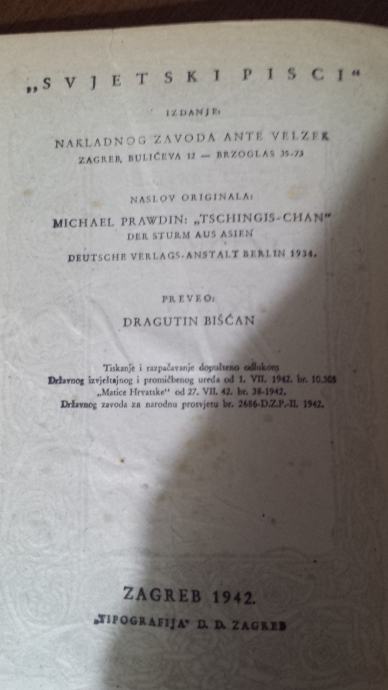 „SVJETSKI PISCI“
IZDANJE:
NAKLADNOG ZAVODA ANTE VELZEK
ZAGREB, BULIĆEVA 12 — BRZOGLAS 35-73
NASLOV ORIGINALA:
MICHAEL PRAWDIN: „TSCHINGIS-CHAN“
DER STURM AUS ASIEN
DEUTSCHE VERLAGS-ANSTALT BERLIN 1934.
PREVEO:
DRAGUTIN BIŠĆAN
Tiskanje i razpačavanje dopušteno odlukom
Državnog izvještajnog i promičbenog ureda od 1. VII. 1942. br. 10.508
„Matice Hrvatske“ od 27. VII. 42. br. 38-1942.
Državnog zavoda za narodnu prosvjetu br. 2686-D.Z.P.-II. 1942.
ZAGREB 1942.
„TIPOGRAFIJA“ D. D. ZAGREB